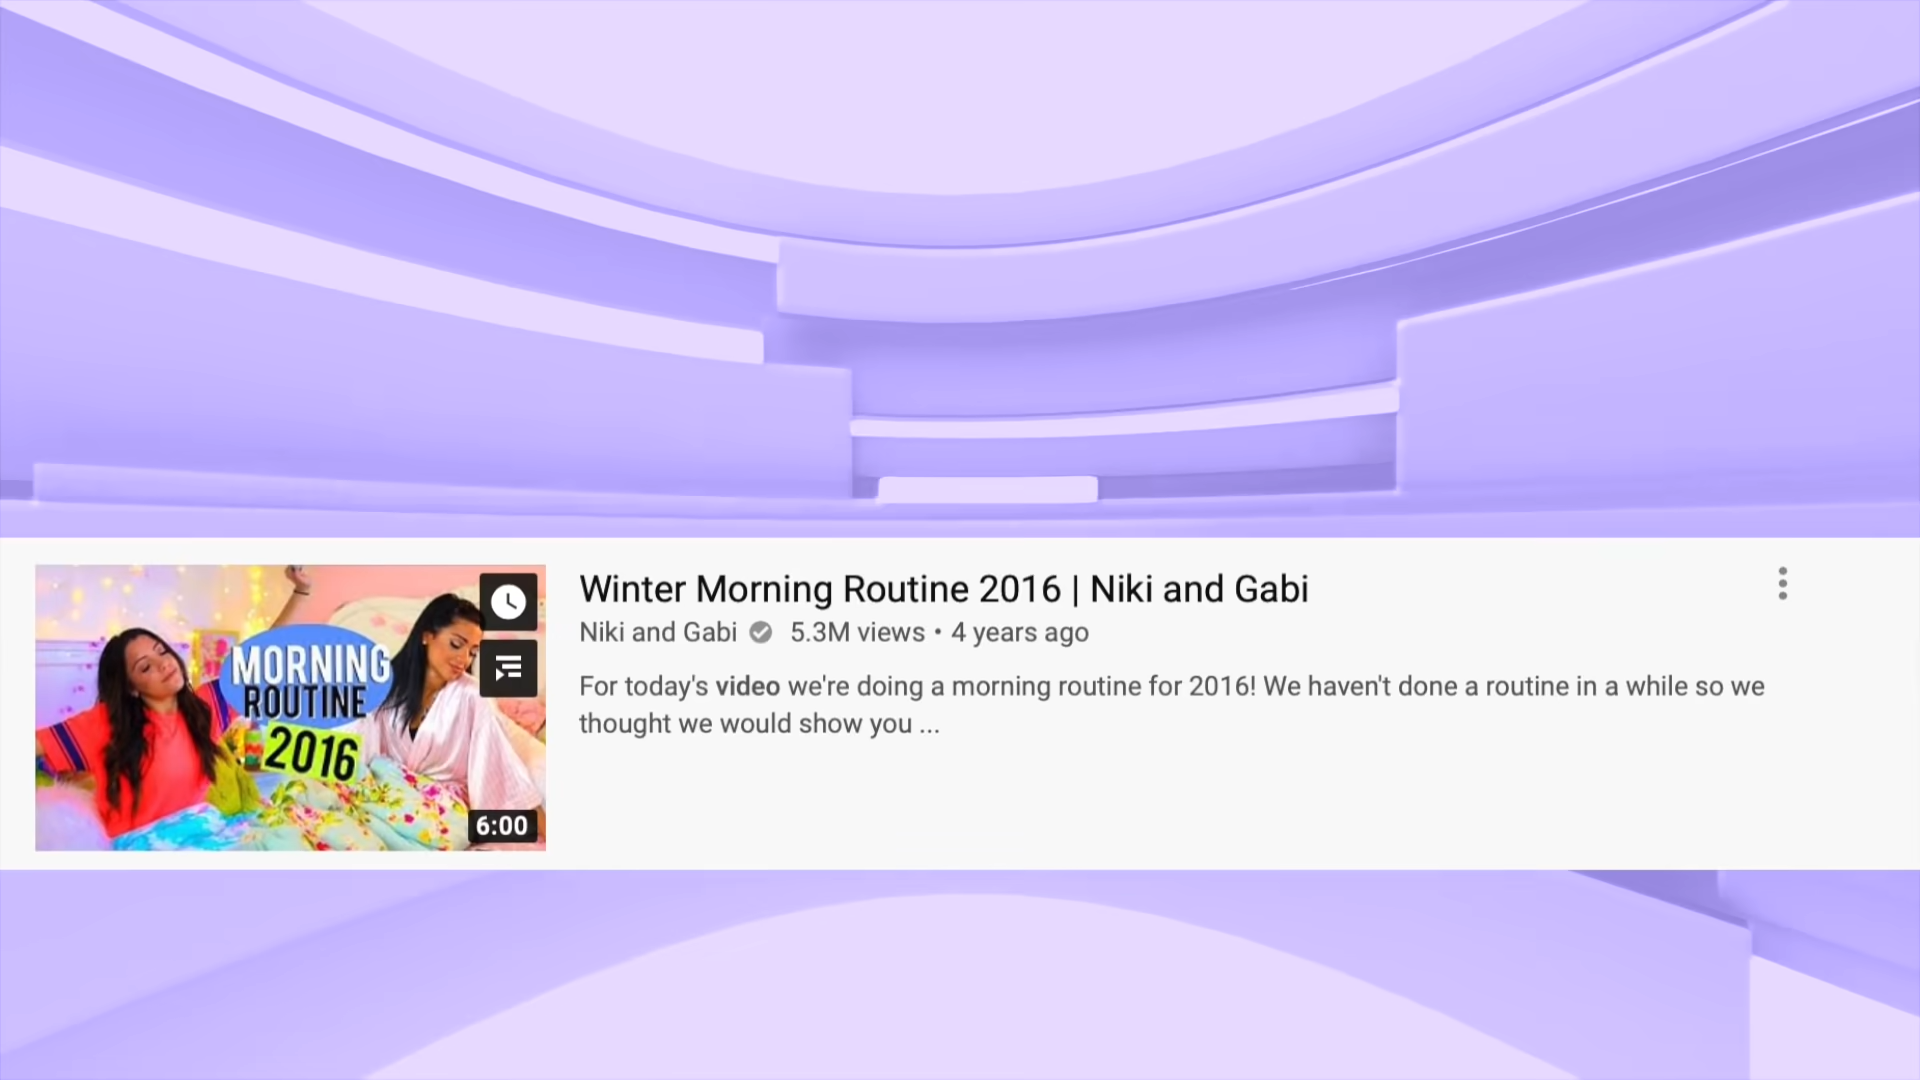 Winter Morning Routine 2016 | Niki and Gabi
Niki and Gabi 5.3M views • 4 years ago
For today's video we're doing a morning routine for 2016! We haven't done a routine in a while so we
thought we would show you ...
MORNING
ROUTINE
2016
6:00